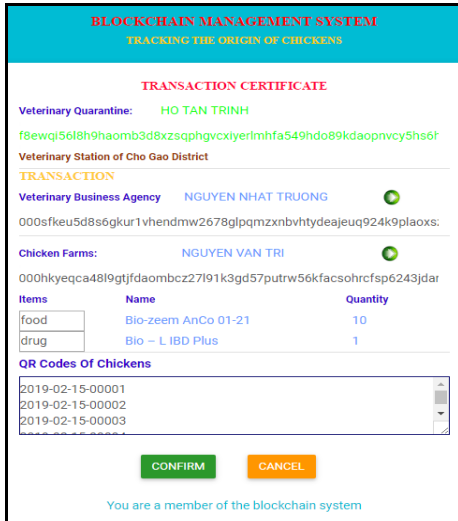 BLOCKCHAIN MANAGEMENT SYSTEM
TRACKING THE ORIGIN OF CHICKENS
TRANSACTION CERTIFICATE
Veterinary Quarantine: HO TAN TRINH
f8ewqi56l8h9haomb3d8xzsqphgvcxiyerlmhfa549hdo89kdaopnvcy5hs6h
Veterinary Station of Cho Gao District
TRANSACTION
Veterinary Business Agency NGUYEN NHAT TRUONG
000sfkeu5d8s6gkur1vhendmw2678glpqmzxnbvhtydeajeuq924k9plaoxs
Chicken Farms: NGUYEN VAN TRI
000hkyeqca48l9gtjfdaombcz27l91k3gd57putrw56kfacsohrcfsp6243jdar
Items Name Quantity
food Bio-zeem AnCo 01-21 10
drug Bio – L IBD Plus 1
QR Codes Of Chickens
2019-02-15-00001
2019-02-15-00002
2019-02-15-00003
CONFIRM CANCEL
You are a member of the blockchain system